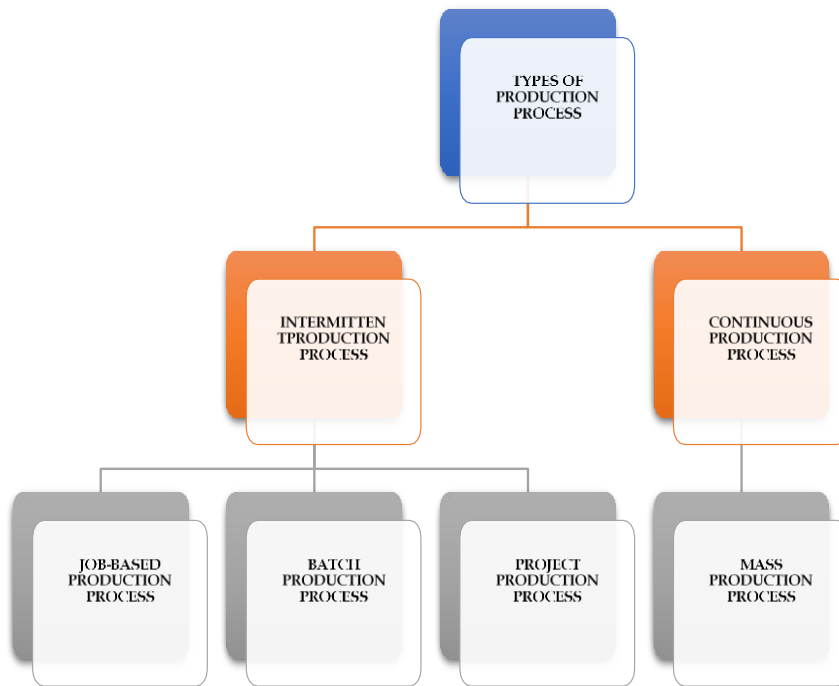 TYPES OF
PRODUCTION
PROCESS
INTERMITTEN
TPRODUCTION
PROCESS
CONTINUOUS
PRODUCTION
PROCESS
JOB-BASED
PRODUCTION
PROCESS
BATCH
PRODUCTION
PROCESS
PROJECT
PRODUCTION
PROCESS
MASS
PRODUCTION
PROCESS